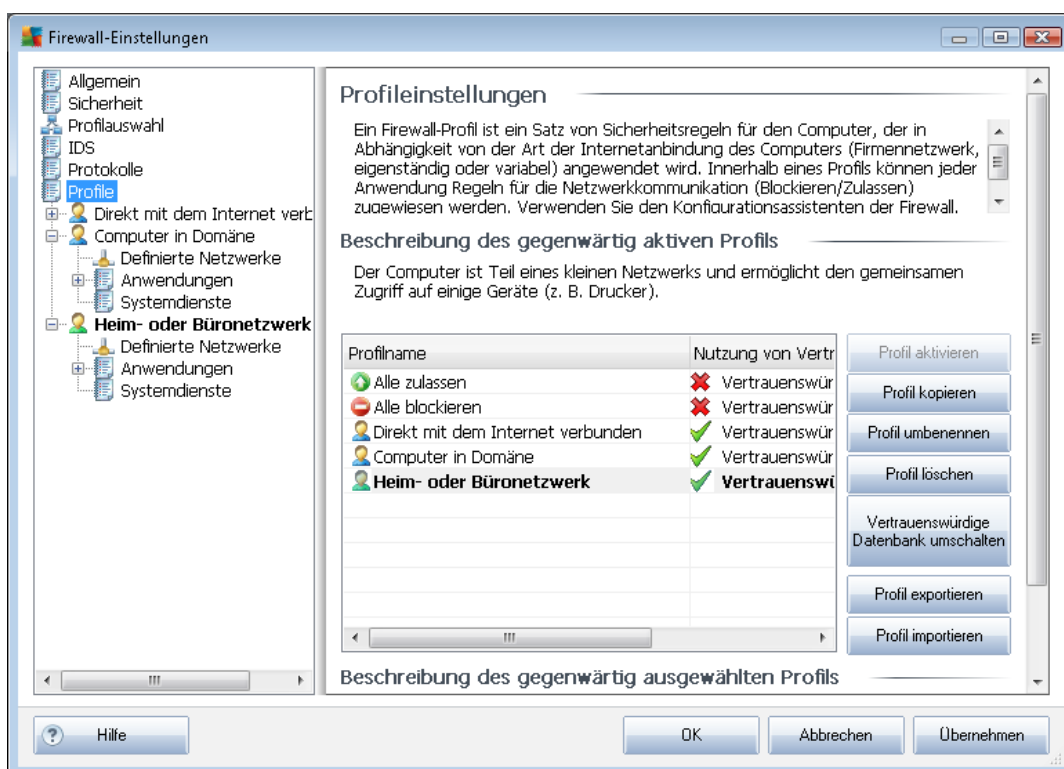 Firewall-Einstellungen
Allgemein
Sicherheit
Profilauswahl
IDS
Protokolle
Profile
Direkt mit dem Internet verb
Computer in Domäne
Definierte Netzwerke
Anwendungen
Systemdienste
Heim- oder Büronetzwerk
Definierte Netzwerke
Anwendungen
Systemdienste
Profileinstellungen
Ein Firewall-Profil ist ein Satz von Sicherheitsregeln für den Computer, der in
Abhängigkeit von der Art der Internetanbindung des Computers (Firmennetzwerk,
eigenständig oder variabel) angewendet wird. Innerhalb eines Profils können jeder
Anwendung Regeln für die Netzwerkkommunikation (Blockieren/Zulassen)
zugewiesen werden. Verwenden Sie den Konfigurationsassistenten der Firewall.
Beschreibung des gegenwärtig aktiven Profils
Der Computer ist Teil eines kleinen Netzwerks und ermöglicht den gemeinsamen
Zugriff auf einige Geräte (z. B. Drucker).
Profilname Nutzung von Vertr
Alle zulassen Vertrauenswür
Alle blockieren Vertrauenswür
Direkt mit dem Internet verbunden Vertrauenswür
Computer in Domäne Vertrauenswür
Heim- oder Büronetzwerk Vertrauenswü
Profil aktivieren
Profil kopieren
Profil umbenennen
Profil löschen
Vertrauenswürdige
Datenbank umschalten
Profil exportieren
Profil importieren
Beschreibung des gegenwärtig ausgewählten Profils
Hilfe
OK
Abbrechen
Übernehmen